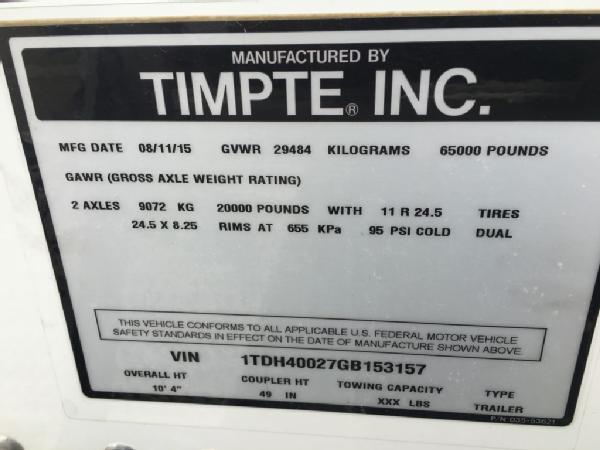 MANUFACTURED BY
TIMPTE® INC.
MFG DATE 08/11/15 GVWR 29484 KILOGRAMS 65000 POUNDS
GAWR (GROSS AXLE WEIGHT RATING)
2 AXLES 9072 KG 20000 POUNDS WITH 11 R 24.5 TIRES
24.5 X 8.25 RIMS AT 655 KPa 95 PSI COLD DUAL
THIS VEHICLE CONFORMS TO ALL APPLICABLE U.S. FEDERAL MOTOR VEHICLE
SAFETY STANDARDS IN EFFECT ON THE DATE OF MANUFACTURE SHOWN ABOVE.
VIN 1TDH40027GB153157
OVERALL HT COUPLER HT TOWING CAPACITY TYPE
10' 4" 49 IN XXX LBS TRAILER
P/N 035-53621